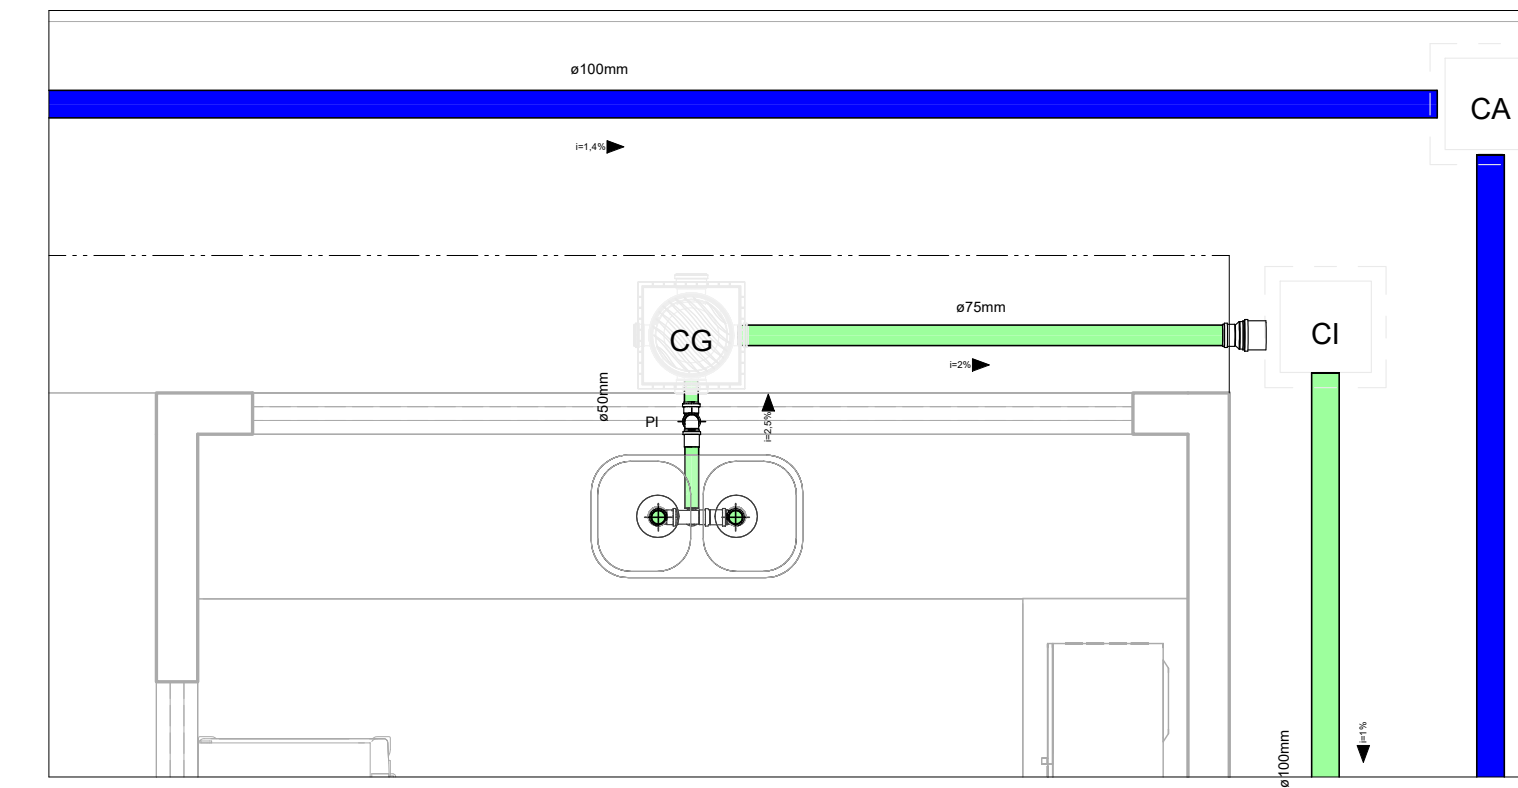 ø100mm
CA
i=1,4%
ø75mm
CG
CI
i=2%
ø50mm
PI
i=2,5%
i=1%
ø100mm